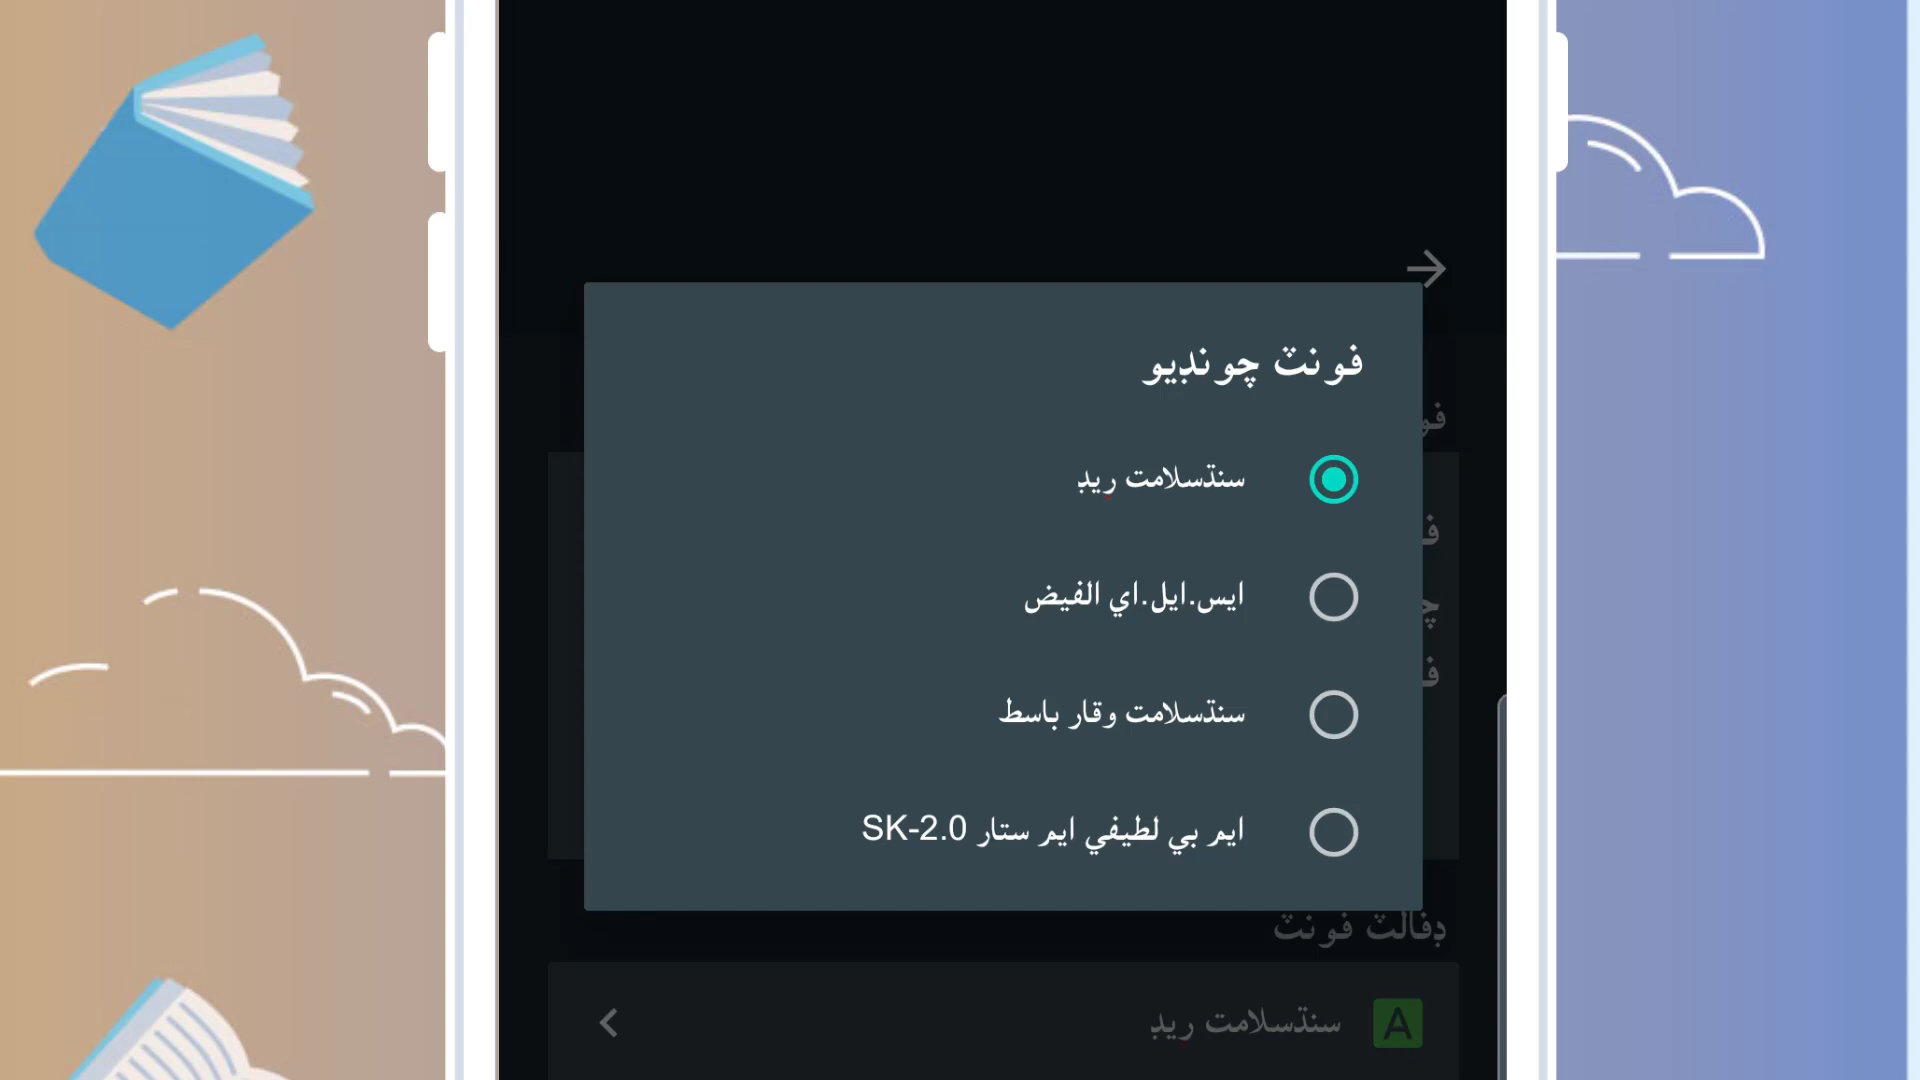 فونٽ چونڊيو
سنڌسلامت ريڊ
ايس.ايل.اي الفيض
سنڌسلامت وقار باسط
ايم بي لطيفي ايم ستار SK-2.0
ڊفالٽ فونٽ
سنڌسلامت ريڊ
A